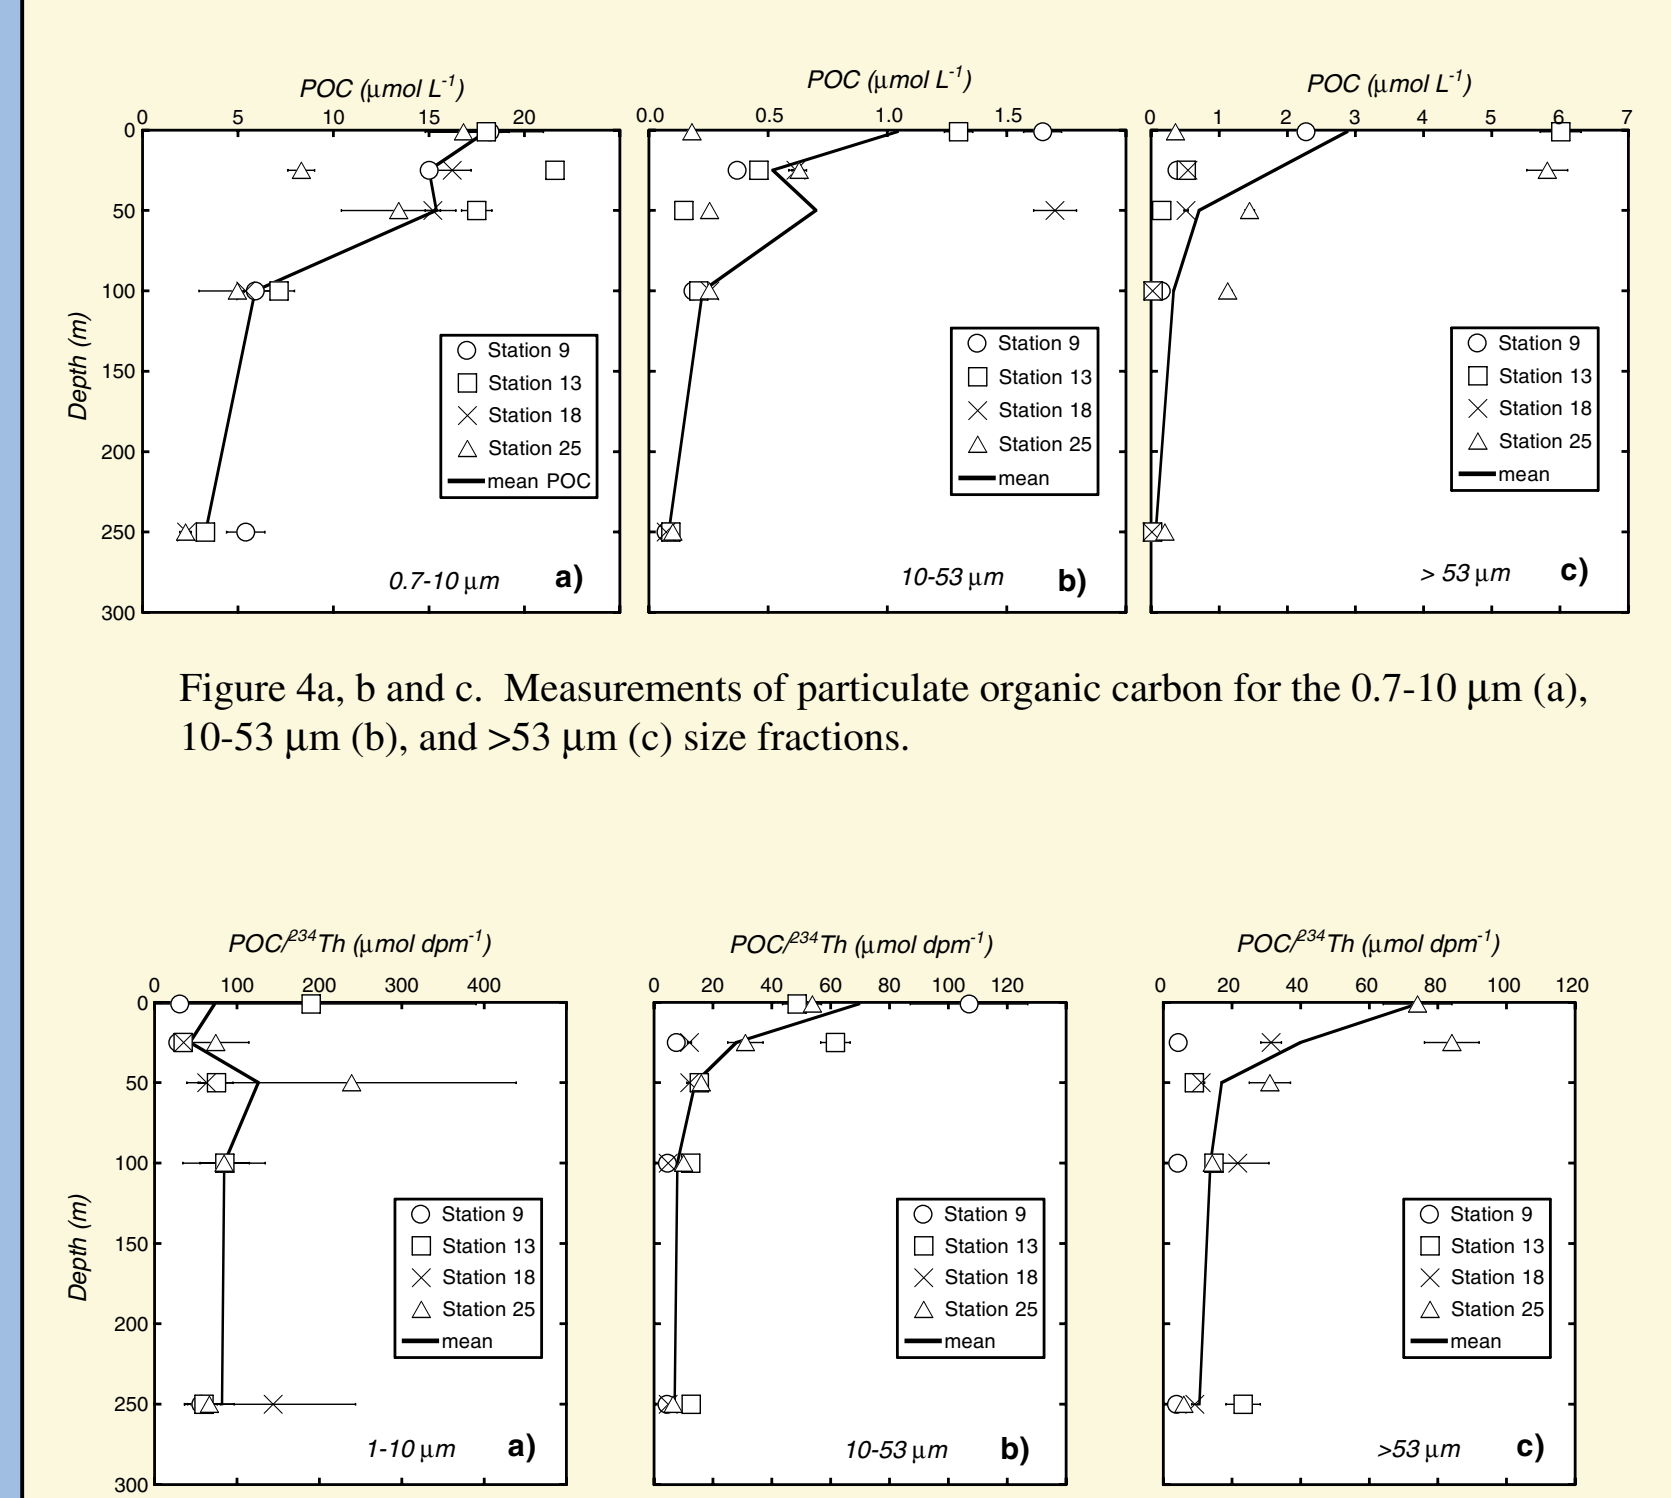 POC (μmol L-1)
0 5 10 15 20
POC (μmol L-1)
0.0 0.5 1.0 1.5
POC (μmol L-1)
0 1 2 3 4 5 6 7
Depth (m)
0
50
100
150
200
250
300
Station 9
Station 13
Station 18
Station 25
mean POC
0.7-10 μm a)
Station 9
Station 13
Station 18
Station 25
mean
10-53 μm b)
Station 9
Station 13
Station 18
Station 25
mean
> 53 μm c)
Figure 4a, b and c. Measurements of particulate organic carbon for the 0.7-10 μm (a),
10-53 μm (b), and >53 μm (c) size fractions.
POC/234Th (μmol dpm-1)
0 100 200 300 400
POC/234Th (μmol dpm-1)
0 20 40 60 80 100 120
POC/234Th (μmol dpm-1)
0 20 40 60 80 100 120
Depth (m)
0
50
100
150
200
250
300
Station 9
Station 13
Station 18
Station 25
mean
1-10 μm a)
Station 9
Station 13
Station 18
Station 25
mean
10-53 μm b)
Station 9
Station 13
Station 18
Station 25
mean
>53 μm c)